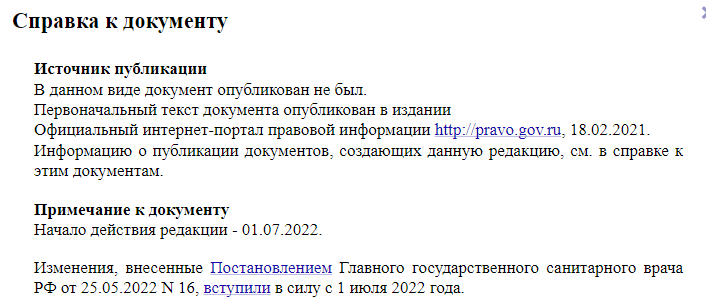 Справка к документу
Источник публикации
В данном виде документ опубликован не был.
Первоначальный текст документа опубликован в издании
Официальный интернет-портал правовой информации http://pravo.gov.ru, 18.02.2021.
Информацию о публикации документов, создающих данную редакцию, см. в справке к
этим документам.
Примечание к документу
Начало действия редакции - 01.07.2022.
Изменения, внесенные Постановлением Главного государственного санитарного врача
РФ от 25.05.2022 N 16, вступили в силу с 1 июля 2022 года.